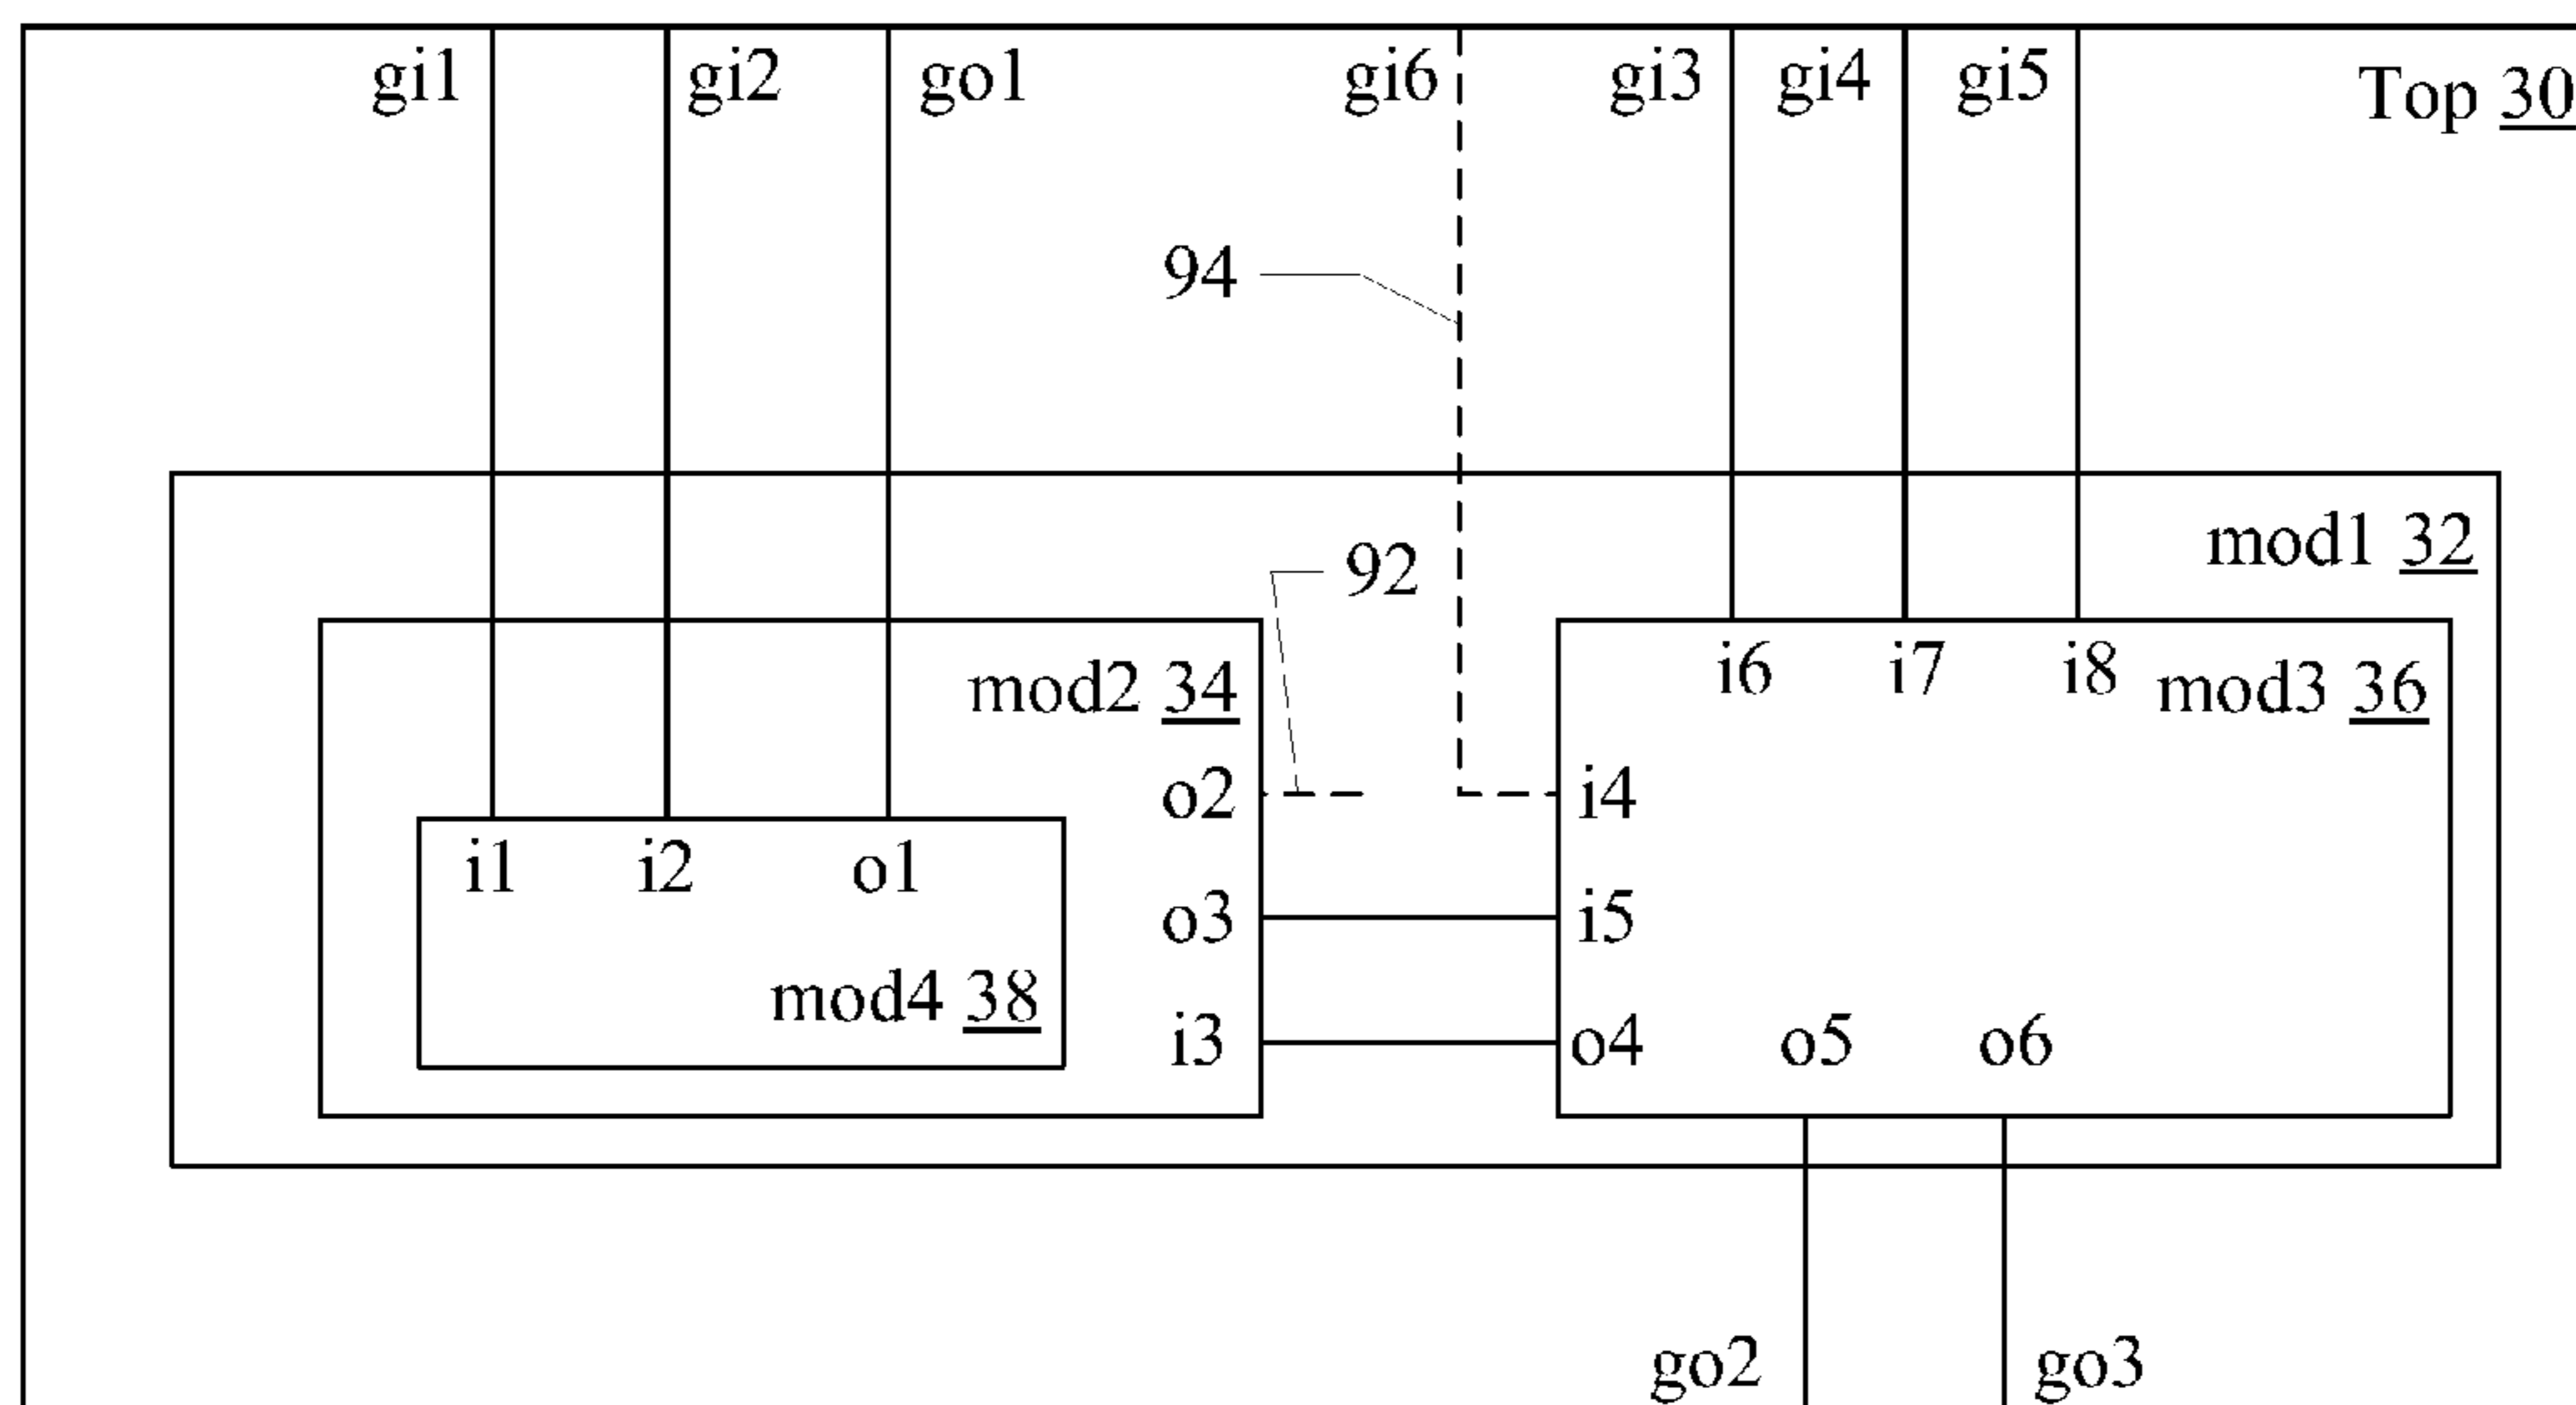 gi1 gi2 go1 gi6 gi3 gi4 gi5 Top 30
94
mod1 32
92
mod2 34 i6 i7 i8 mod3 36
o2 i4
i1 i2 o1
o3 i5
mod4 38
i3 o4 o5 o6
go2 go3